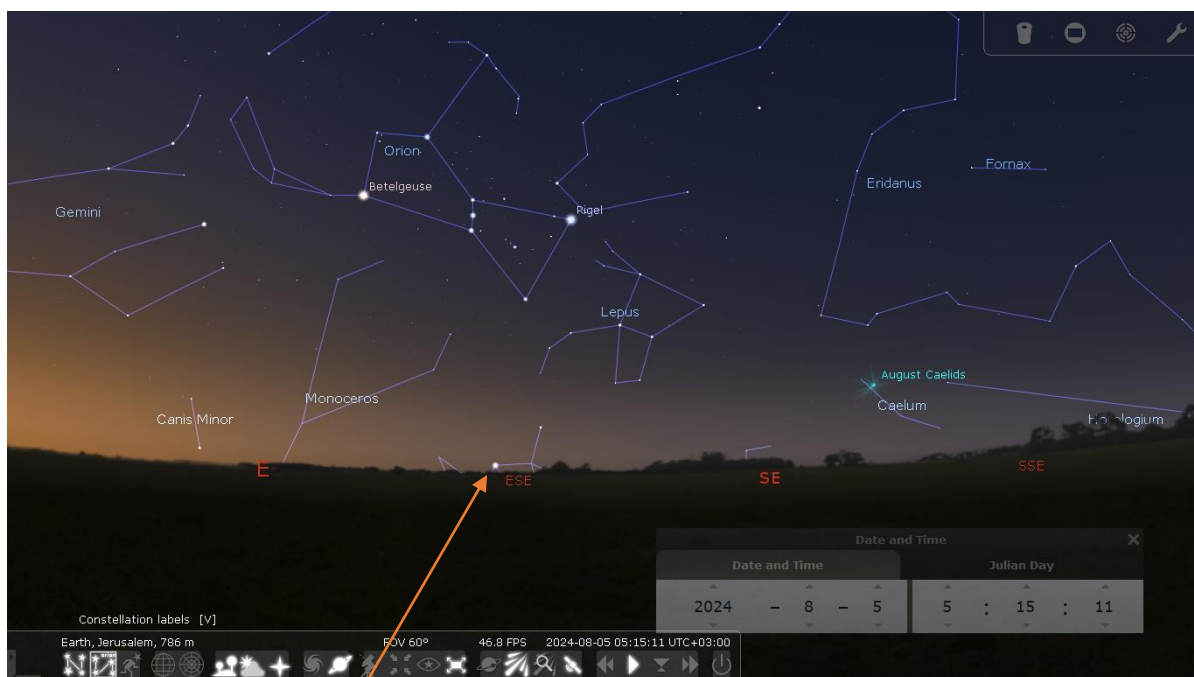 Orion
Fornax
Betelgeuse
Eridanus
Gemini
Rigel
Lepus
August Caelids
Monoceros
Caelum
Canis Minor
E
SSE
ESE
SE
Date and Time
Date and Time Julian Day
2024 - 8 - 5 5 : 15 : 11
Constellation labels [V]
Earth, Jerusalem, 786 m FOV 60° 46.8 FPS 2024-08-05 05:15:11 UTC+03:00